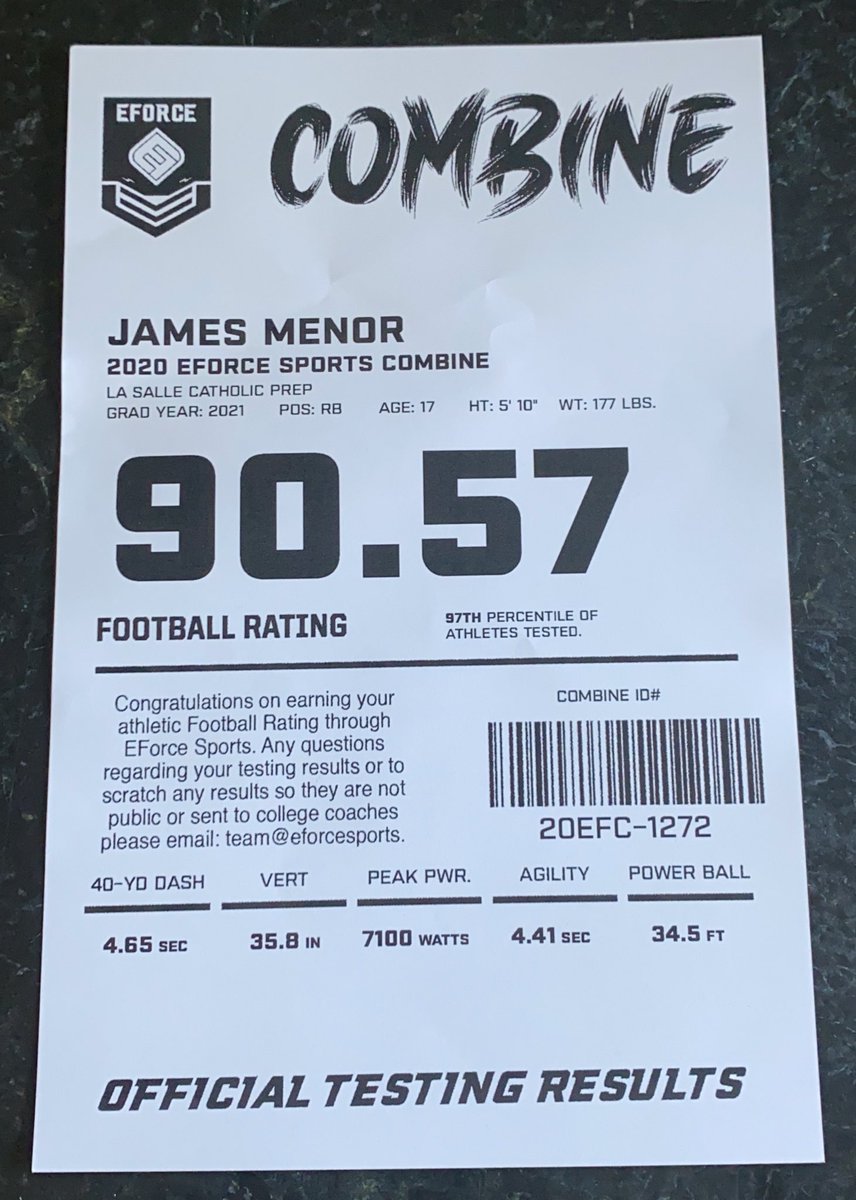 EFORCE
COMBINE
JAMES MENOR
2020 EFORCE SPORTS COMBINE
LA SALLE CATHOLIC PREP
GRAD YEAR: 2021 POS: RB AGE: 17 HT: 5' 10" WT: 177 LBS.
90.57
FOOTBALL RATING
97TH PERCENTILE OF
ATHLETES TESTED.
Congratulations on earning your
athletic Football Rating through
EForce Sports. Any questions
regarding your testing results or to
scratch any results so they are not
public or sent to college coaches
please email: team@eforcesports.
COMBINE ID#
20EFC-1272
40-YD DASH VERT PEAK PWR. AGILITY POWER BALL
4.65 SEC 35.8 IN 7100 WATTS 4.41 SEC 34.5 FT
OFFICIAL TESTING RESULTS